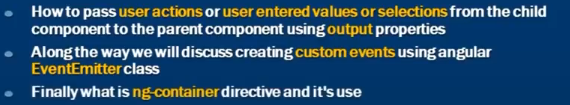 How to pass user actions or user entered values or selections from the child
component to the parent component using output properties
Along the way we will discuss creating custom events using angular
EventEmitter class
Finally what is ng-container directive and it's use